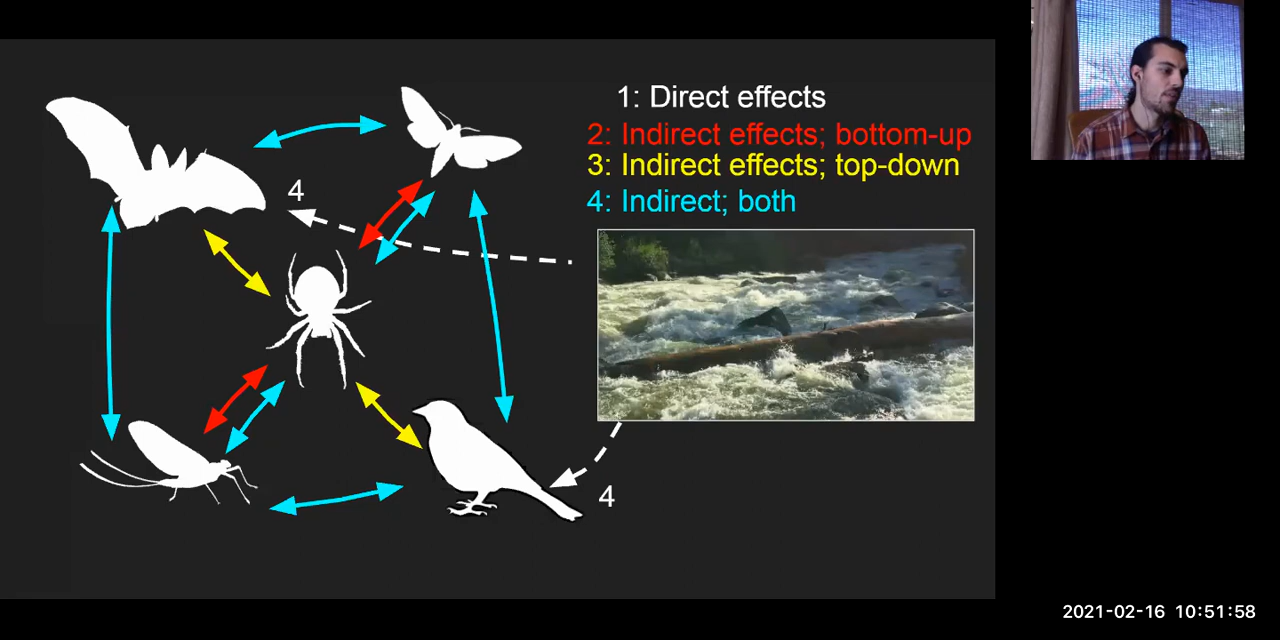 1: Direct effects
2: Indirect effects; bottom-up
3: Indirect effects; top-down
4: Indirect; both
4
4
2021-02-16 10:51:58